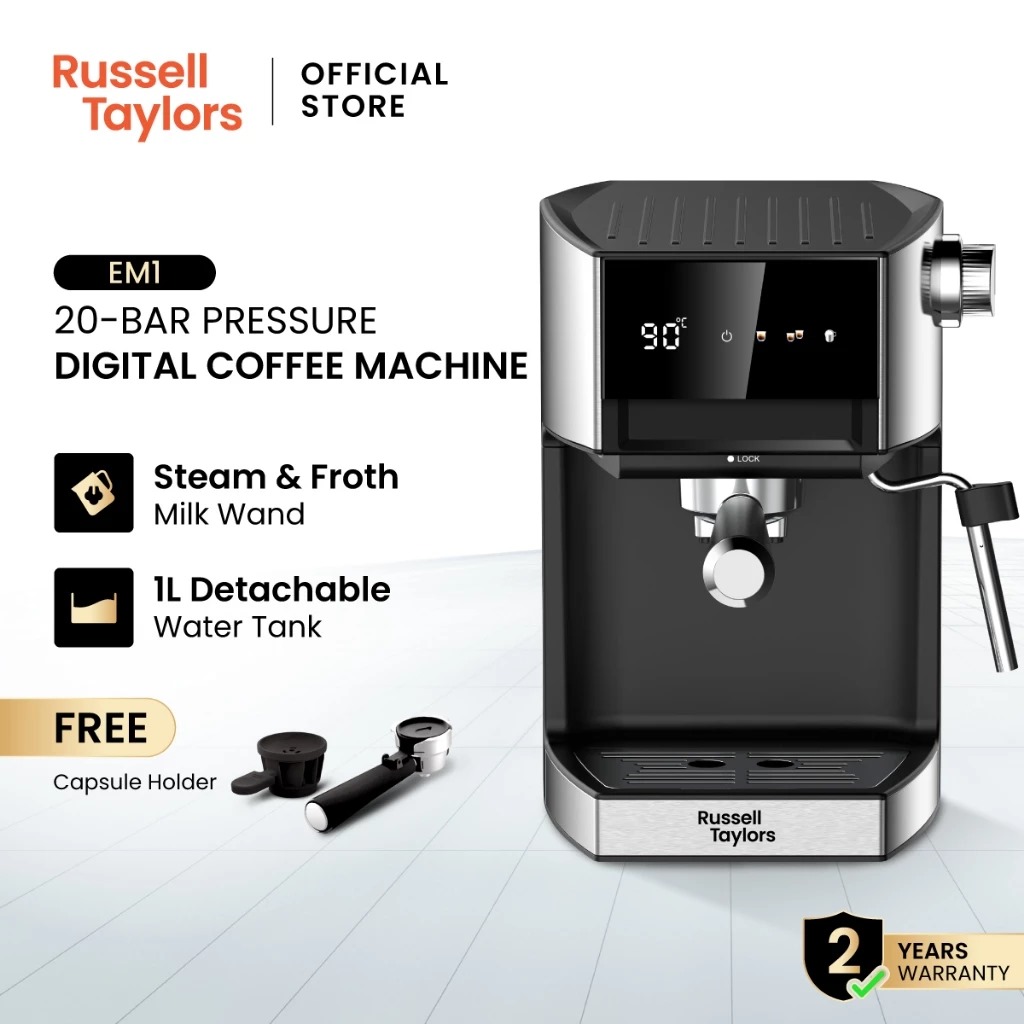 Russell
Taylors
OFFICIAL
STORE
EM1
20-BAR PRESSURE
DIGITAL COFFEE MACHINE
Steam & Froth
Milk Wand
1L Detachable
Water Tank
FREE
Capsule Holder
90°C
LOCK
Russell
Taylors
2
YEARS
WARRANTY